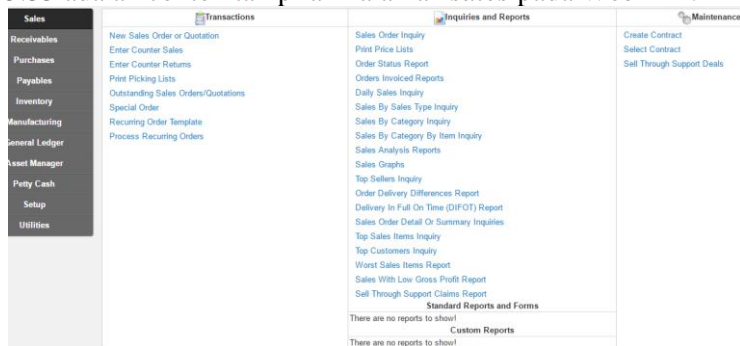 Sales
Receivables
Purchases
Payables
Inventory
Manufacturing
General Ledger
Asset Manager
Petty Cash
Setup
Utilities
Transactions
New Sales Order or Quotation
Enter Counter Sales
Enter Counter Returns
Print Picking Lists
Outstanding Sales Orders/Quotations
Special Order
Recurring Order Template
Process Recurring Orders
Inquiries and Reports
Sales Order Inquiry
Print Price Lists
Order Status Report
Orders Invoiced Reports
Daily Sales Inquiry
Sales By Sales Type Inquiry
Sales By Category Inquiry
Sales By Category By Item Inquiry
Sales Analysis Reports
Sales Graphs
Top Sellers Inquiry
Order Delivery Differences Report
Delivery In Full On Time (DIFOT) Report
Sales Order Detail Or Summary Inquiries
Top Sales Items Inquiry
Top Customers Inquiry
Worst Sales Items Report
Sales With Low Gross Profit Report
Sell Through Support Claims Report
Standard Reports and Forms
There are no reports to show!
Custom Reports
There are no reports to show!
Maintenance
Create Contract
Select Contract
Sell Through Support Deals